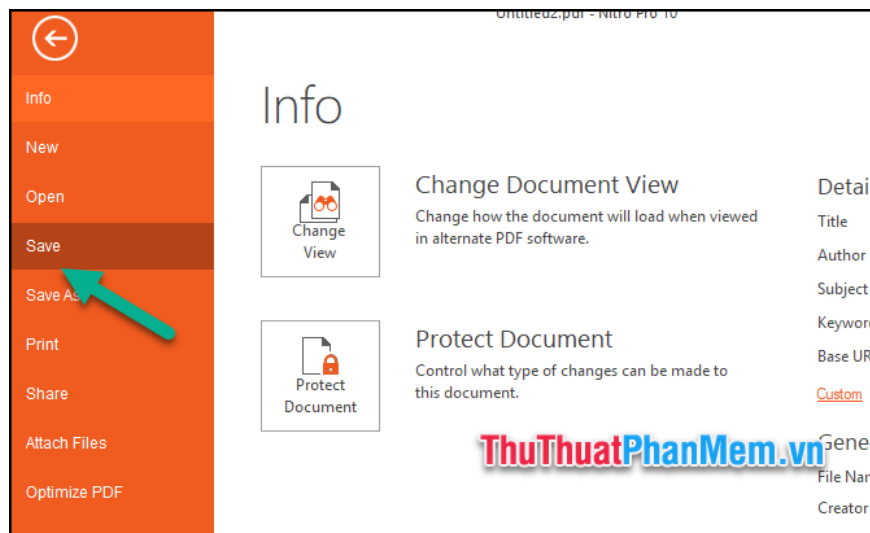 Untitled2.pdf - Nitro Pro 10
Info
New
Open
Save
Save As
Print
Share
Attach Files
Optimize PDF
Info
Change
View
Change Document View
Change how the document will load when viewed
in alternate PDF software.
Protect
Document
Protect Document
Control what type of changes can be made to
this document.
Detai
Title
Author
Subject
Keyword
Base UR
Custom
ThuThuatPhanMem.vn
Gene
File Nar
Creator